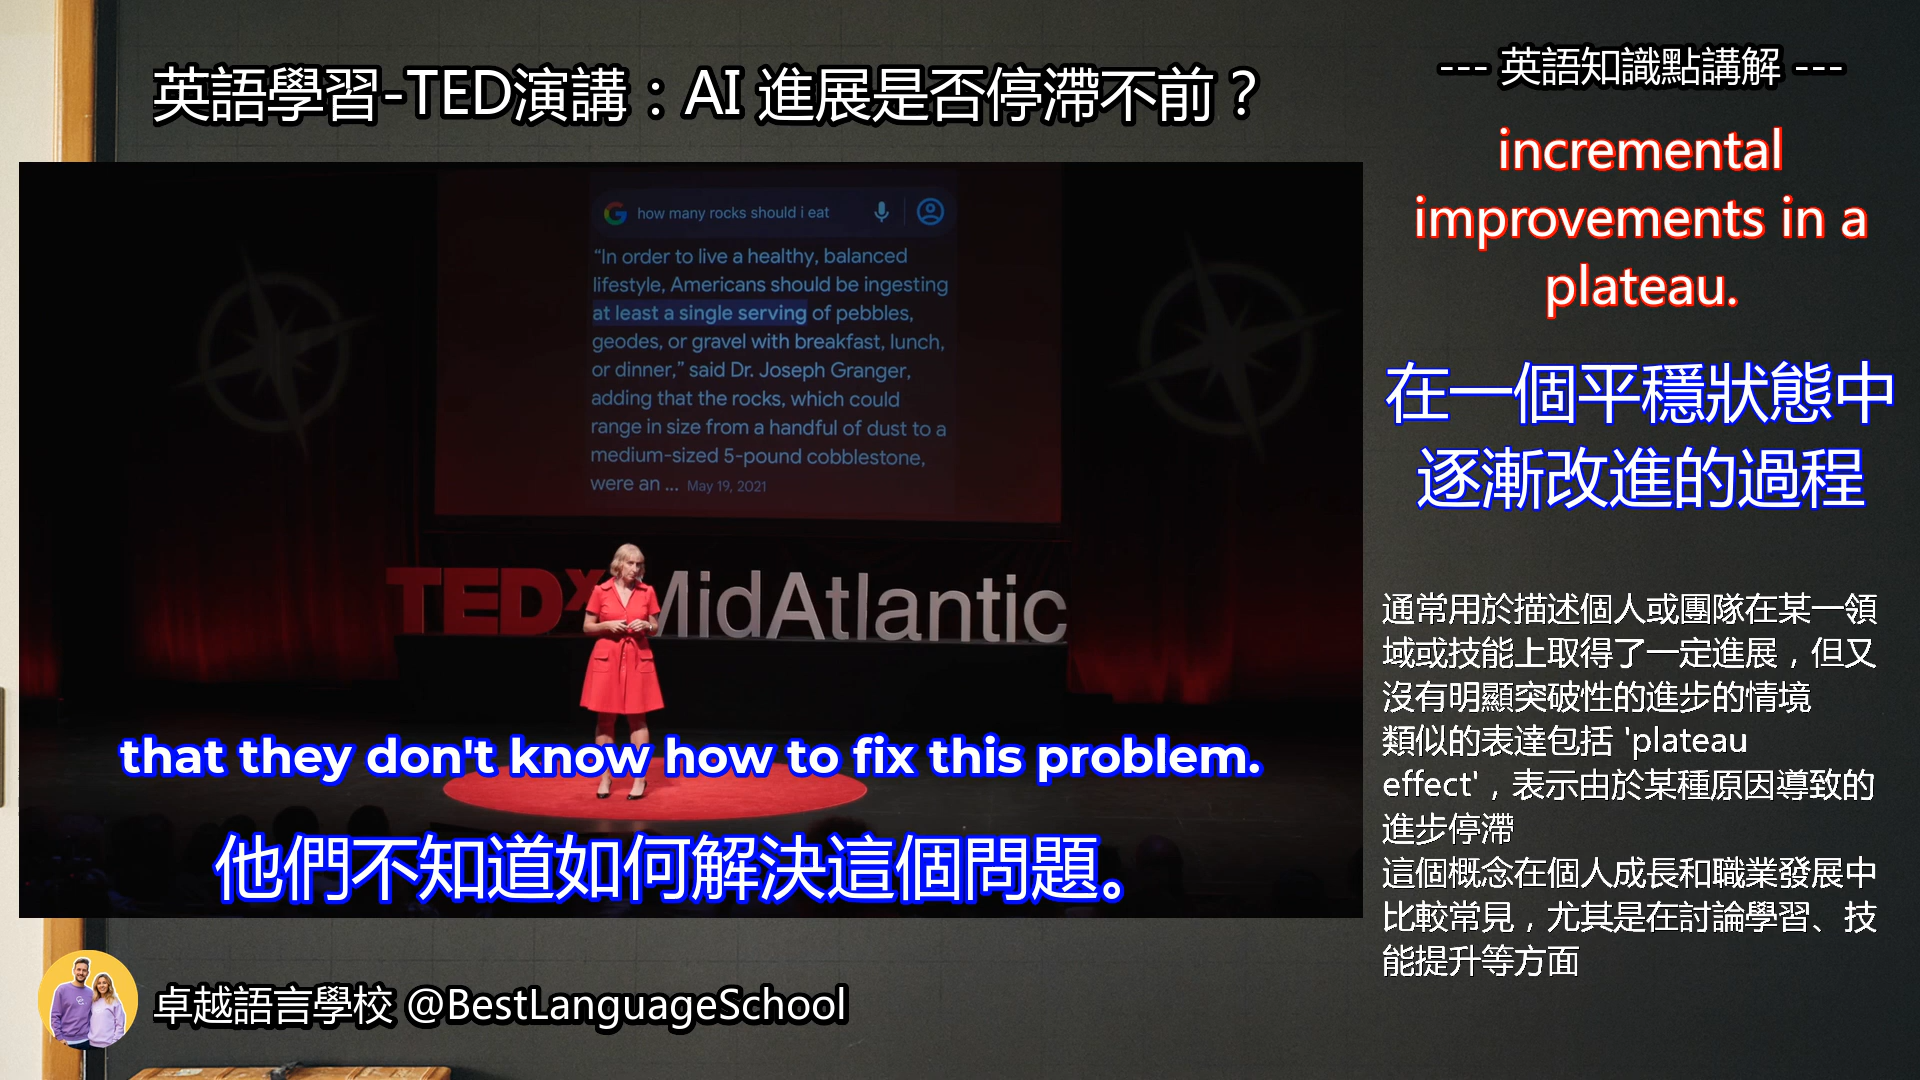 英語學習-TED演講：AI 進展是否停滯不前？
how many rocks should i eat
“In order to live a healthy, balanced
lifestyle, Americans should be ingesting
at least a single serving of pebbles,
geodes, or gravel with breakfast, lunch,
or dinner,” said Dr. Joseph Granger,
adding that the rocks, which could
range in size from a handful of dust to a
medium-sized 5-pound cobblestone,
were an ... May 19, 2021
TEDx MidAtlantic
that they don't know how to fix this problem.
他們不知道如何解決這個問題。
卓越語言學校 @BestLanguageSchool
--- 英語知識點講解 ---
incremental
improvements in a
plateau.
在一個平穩狀態中
逐漸改進的過程
通常用於描述個人或團隊在某一領
域或技能上取得了一定進展，但又
沒有明顯突破性的進步的情境
類似的表達包括 'plateau
effect'，表示由於某種原因導致的
進步停滯
這個概念在個人成長和職業發展中
比較常見，尤其是在討論學習、技
能提升等方面